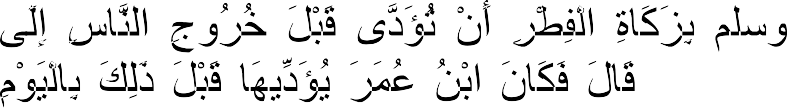 وسلم بِزَكَاةِ الْفِطْرِ أَنْ تُؤَدَّى قَبْلَ خُرُوجِ النَّاسِ إِلَى
قَالَ فَكَانَ ابْنُ عُمَرَ يُؤَدِّيهَا قَبْلَ ذَلِكَ بِالْيَوْمِ